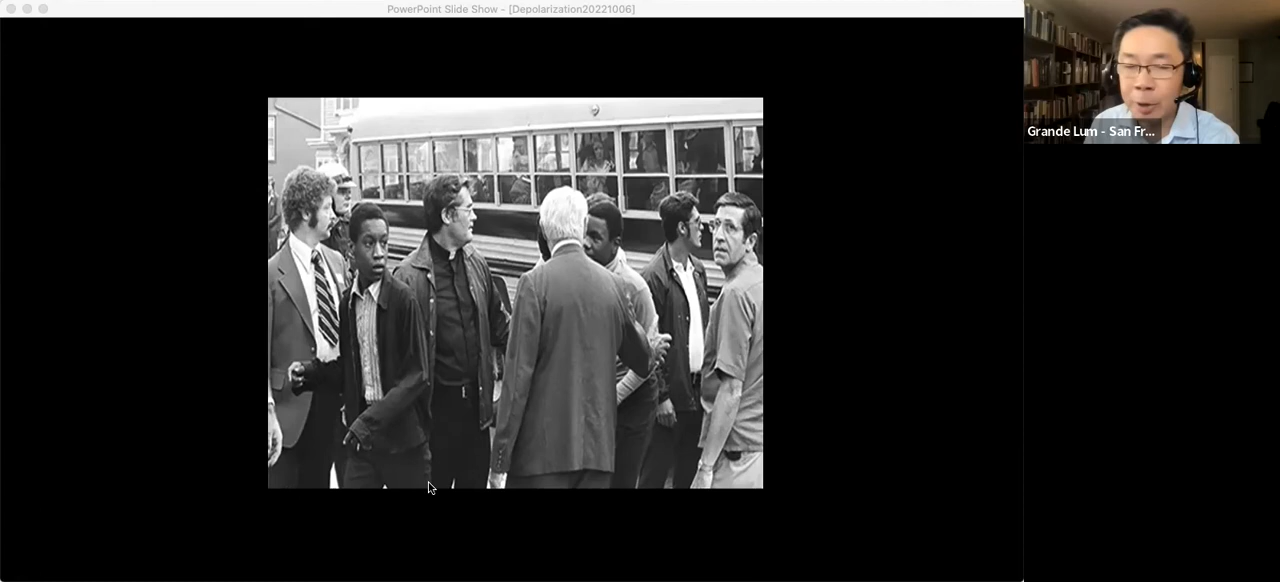 PowerPoint Slide Show - [Depolarization20221006]
Grande Lum - San Fr...